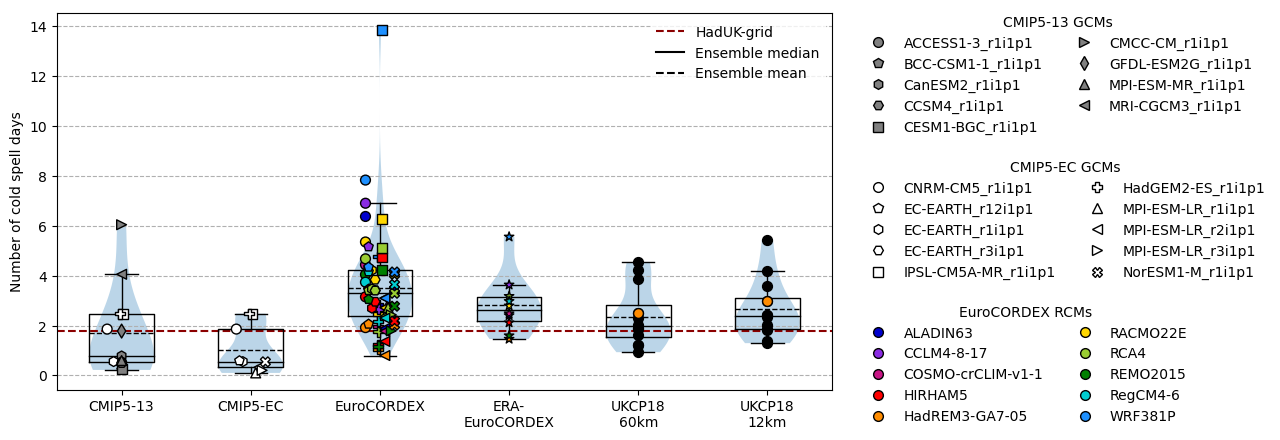 14
12
10
8
6
4
2
0
Number of cold spell days
HadUK-grid
Ensemble median
Ensemble mean
CMIP5-13
CMIP5-EC
EuroCORDEX
ERA-
EuroCORDEX
UKCP18
60km
UKCP18
12km
CMIP5-13 GCMs
ACCESS1-3_r1i1p1
BCC-CSM1-1_r1i1p1
CanESM2_r1i1p1
CCSM4_r1i1p1
CESM1-BGC_r1i1p1
CMCC-CM_r1i1p1
GFDL-ESM2G_r1i1p1
MPI-ESM-MR_r1i1p1
MRI-CGCM3_r1i1p1
CMIP5-EC GCMs
CNRM-CM5_r1i1p1
EC-EARTH_r12i1p1
EC-EARTH_r1i1p1
EC-EARTH_r3i1p1
IPSL-CM5A-MR_r1i1p1
HadGEM2-ES_r1i1p1
MPI-ESM-LR_r1i1p1
MPI-ESM-LR_r2i1p1
MPI-ESM-LR_r3i1p1
NorESM1-M_r1i1p1
EuroCORDEX RCMs
ALADIN63
CCLM4-8-17
COSMO-crCLIM-v1-1
HIRHAM5
HadREM3-GA7-05
RACMO22E
RCA4
REMO2015
RegCM4-6
WRF381P